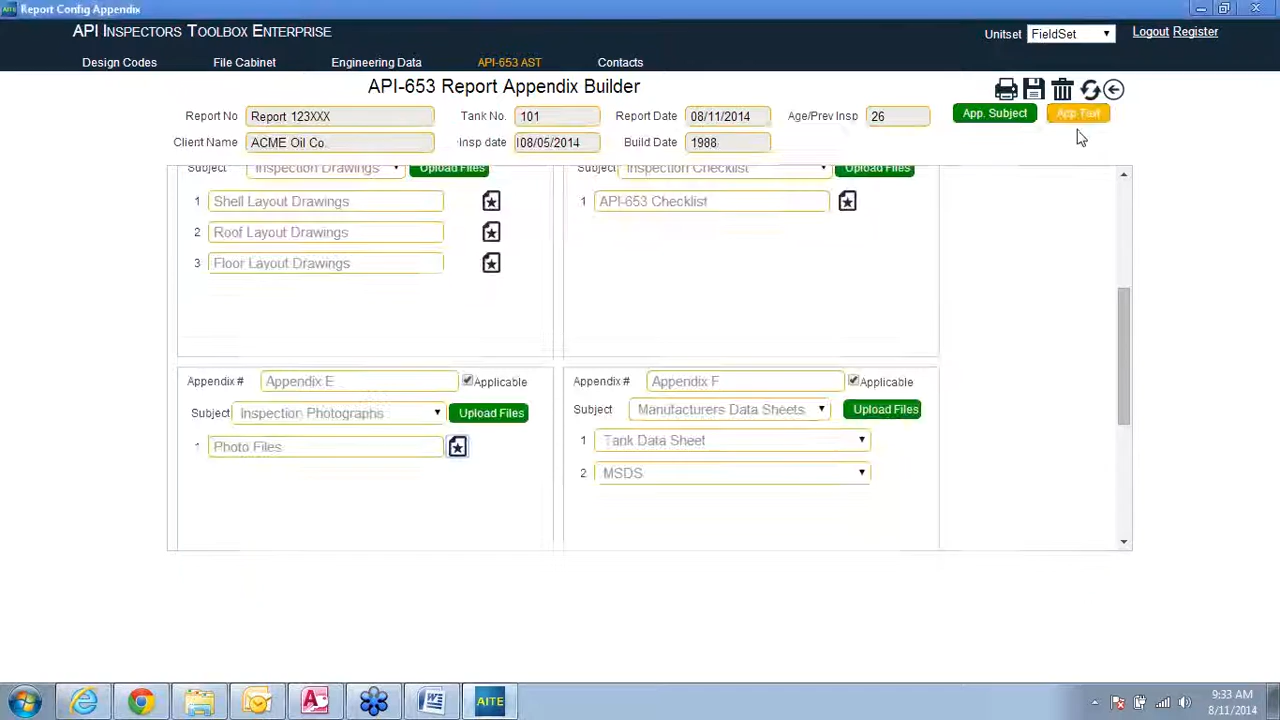 Report Config Appendix
API INSPECTORS TOOLBOX ENTERPRISE
Unitset FieldSet Logout Register
Design Codes File Cabinet Engineering Data API-653 AST Contacts
API-653 Report Appendix Builder
Report No Report 123XXX Tank No. 101 Report Date 08/11/2014 Age/Prev Insp 26 App. Subject App Text
Client Name ACME Oil Co. Insp date 08/05/2014 Build Date 1988
Subject Inspection Drawings Upload Files Subject Inspection Checklist Upload Files
1 Shell Layout Drawings 1 API-653 Checklist
2 Roof Layout Drawings
3 Floor Layout Drawings
Appendix # Appendix E Applicable Appendix # Appendix F Applicable
Subject Inspection Photographs Upload Files Subject Manufacturers Data Sheets Upload Files
1 Photo Files 1 Tank Data Sheet
2 MSDS
AITE
9:33 AM
8/11/2014